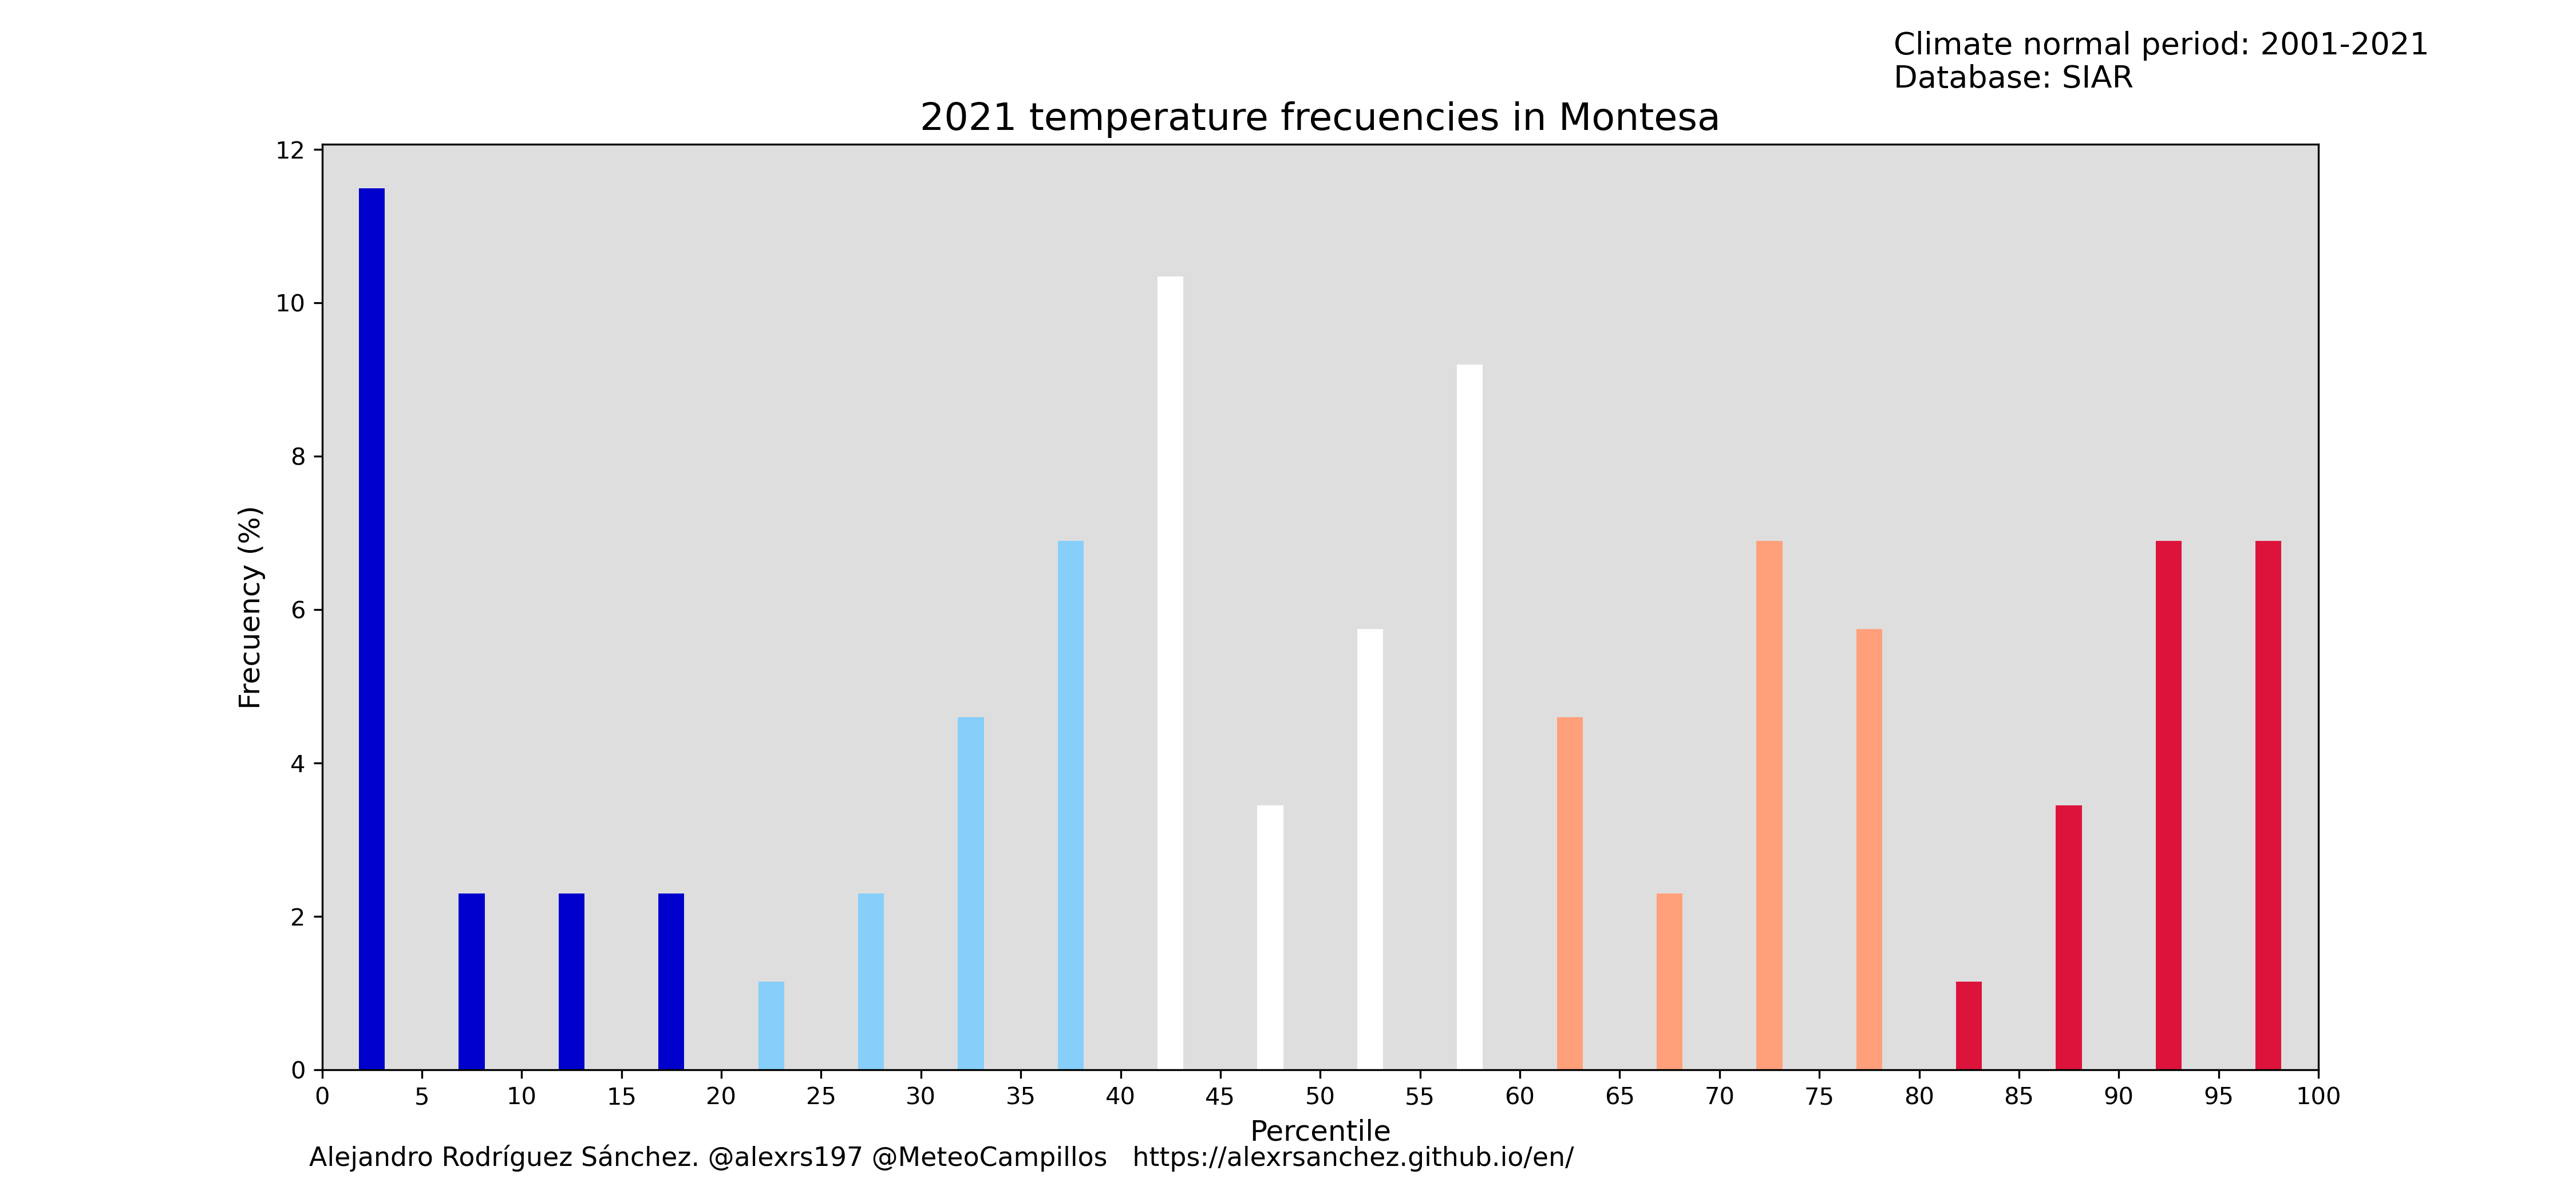 Climate normal period: 2001-2021
Database: SIAR
2021 temperature frecuencies in Montesa
12
10
8
6
4
2
0
Frecuency (%)
0 5 10 15 20 25 30 35 40 45 50 55 60 65 70 75 80 85 90 95 100
Percentile
Alejandro Rodríguez Sánchez. @alexrs197 @MeteoCampillos https://alexrsanchez.github.io/en/